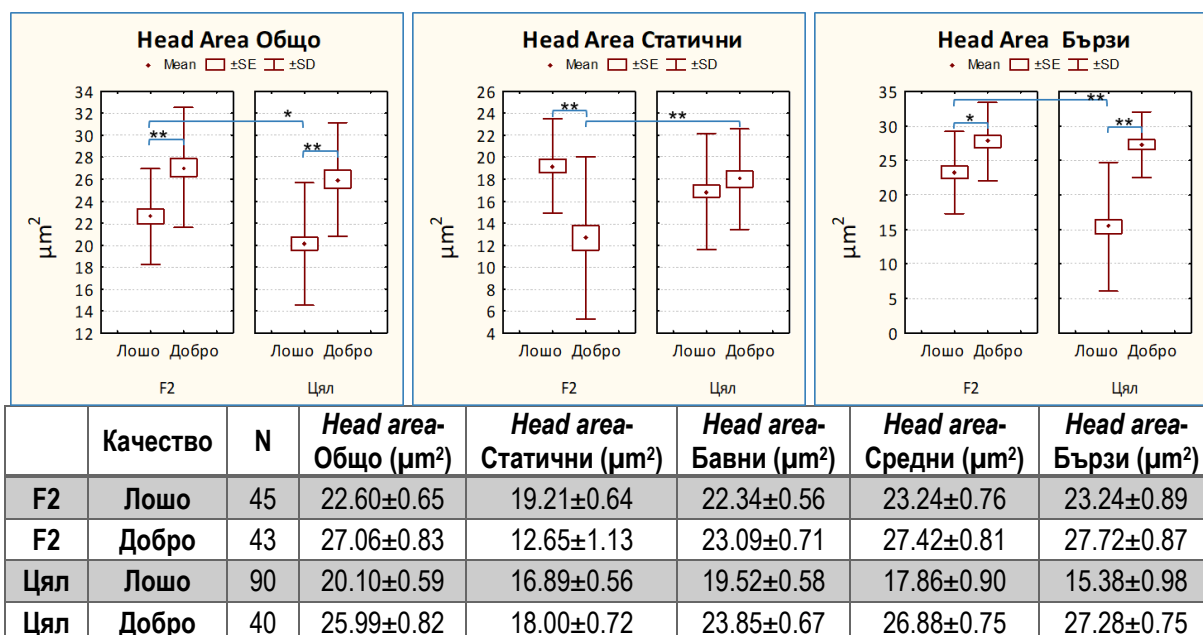 Head Area Общо
Mean ±SE ±SD
34
32
30
28
26
24
22
20
18
16
14
12
µm²
**
*
**
Лошо Добро
F2
Лошо Добро
Цял
Head Area Статични
Mean ±SE ±SD
26
24
22
20
18
16
14
12
10
8
6
4
µm²
**
**
Лошо Добро
F2
Лошо Добро
Цял
Head Area Бързи
Mean ±SE ±SD
35
30
25
20
15
10
5
0
µm²
*
**
**
Лошо Добро
F2
Лошо Добро
Цял
Качество N Head area-Общо (µm²) Head area-Статични (µm²) Head area-Бавни (µm²) Head area-Средни (µm²) Head area-Бързи (µm²)
F2 Лошо 45 22.60±0.65 19.21±0.64 22.34±0.56 23.24±0.76 23.24±0.89
F2 Добро 43 27.06±0.83 12.65±1.13 23.09±0.71 27.42±0.81 27.72±0.87
Цял Лошо 90 20.10±0.59 16.89±0.56 19.52±0.58 17.86±0.90 15.38±0.98
Цял Добро 40 25.99±0.82 18.00±0.72 23.85±0.67 26.88±0.75 27.28±0.75